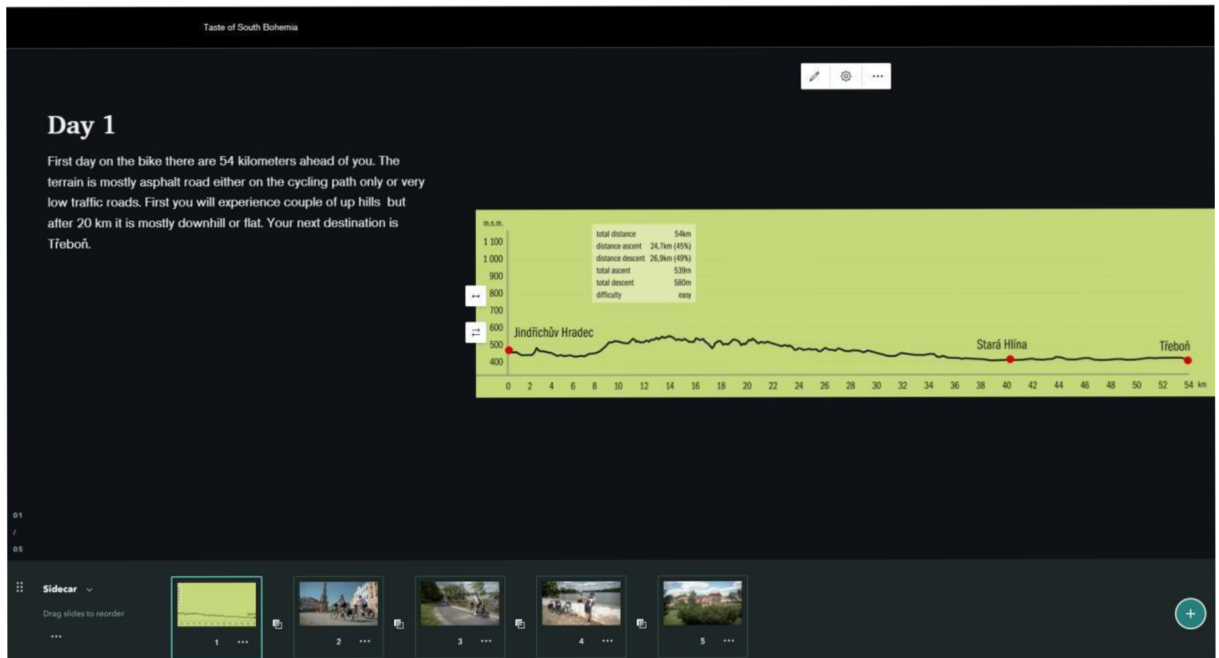 Taste of South Bohemia
Day 1
First day on the bike there are 54 kilometers ahead of you. The
terrain is mostly asphalt road either on the cycling path only or very
low traffic roads. First you will experience couple of up hills  but
after 20 km it is mostly downhill or flat. Your next destination is
Třeboň.
m.s.m.
1 100
1 000
900
800
700
600
500
400
total distance 54km
distance ascent 24,7km (45%)
distance descent 26,9km (49%)
total ascent 539m
total descent 580m
difficulty easy
Jindřichův Hradec
Stará Hlína
Třeboň
0 2 4 6 8 10 12 14 16 18 20 22 24 26 28 30 32 34 36 38 40 42 44 46 48 50 52 54 km
01
/
05
Sidecar
Drag slides to reorder
1
2
3
4
5